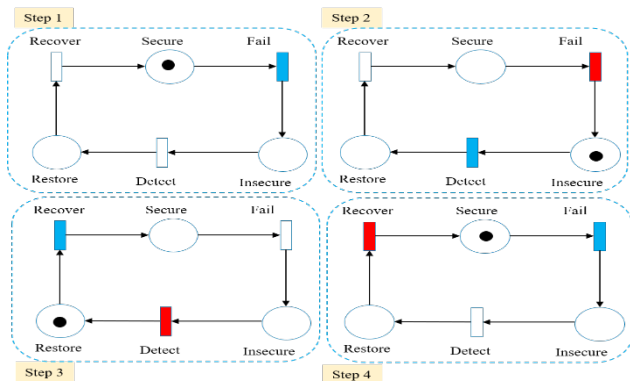 Step 1
Recover Secure Fail
Restore Detect Insecure
Step 2
Recover Secure Fail
Restore Detect Insecure
Recover Secure Fail
Restore Detect Insecure
Step 3
Recover Secure Fail
Restore Detect Insecure
Step 4